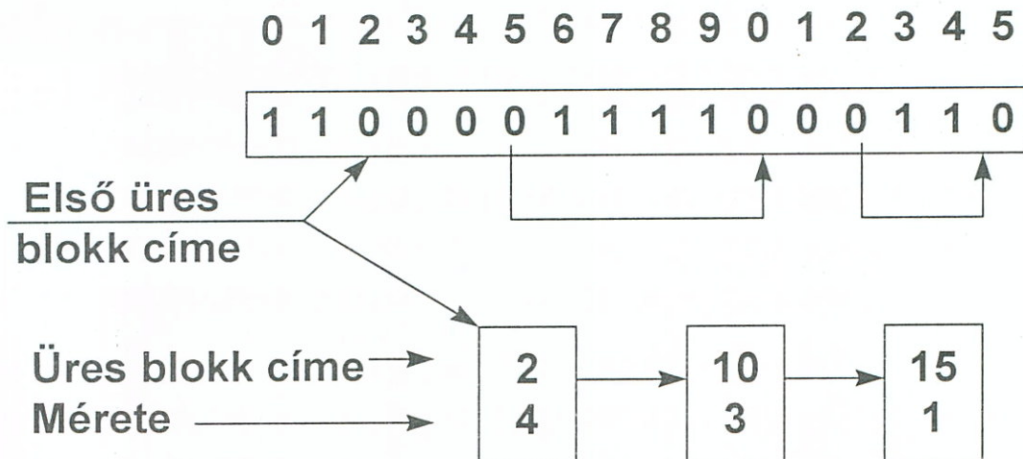 0 1 2 3 4 5 6 7 8 9 0 1 2 3 4 5
1 1 0 0 0 0 1 1 1 1 0 0 0 1 1 0
Első üres
blokk címe
Üres blokk címe 2 10 15
Mérete 4 3 1